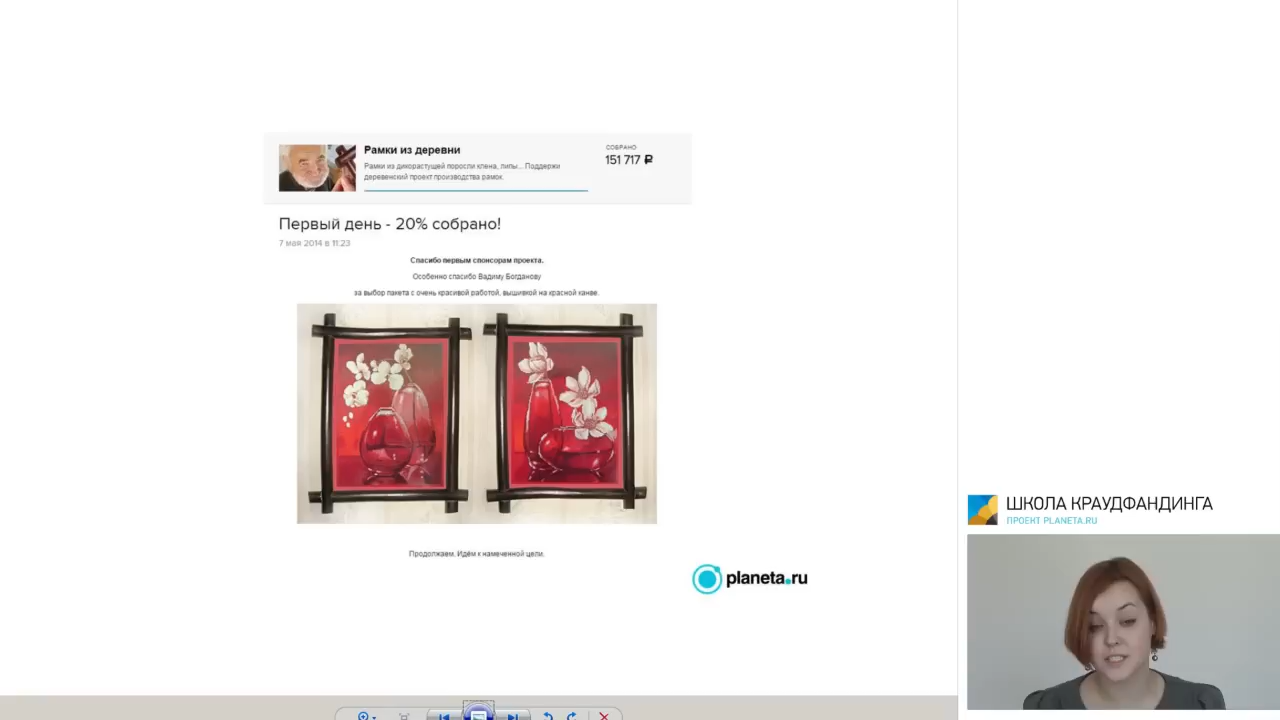 Рамки из деревни
Рамки из дикорастущей поросли клена, липы... Поддержи
деревенский проект производства рамок.
СОБРАНО
151 717 ₽
Первый день - 20% собрано!
7 мая 2014 в 11:23
Спасибо первым спонсорам проекта.
Особенно спасибо Вадиму Богданову
за выбор пакета с очень красивой работой, вышивкой на красной канве.
Продолжаем. Идём к намеченной цели.
planeta.ru
ШКОЛА КРАУДФАНДИНГА
ПРОЕКТ PLANETA.RU